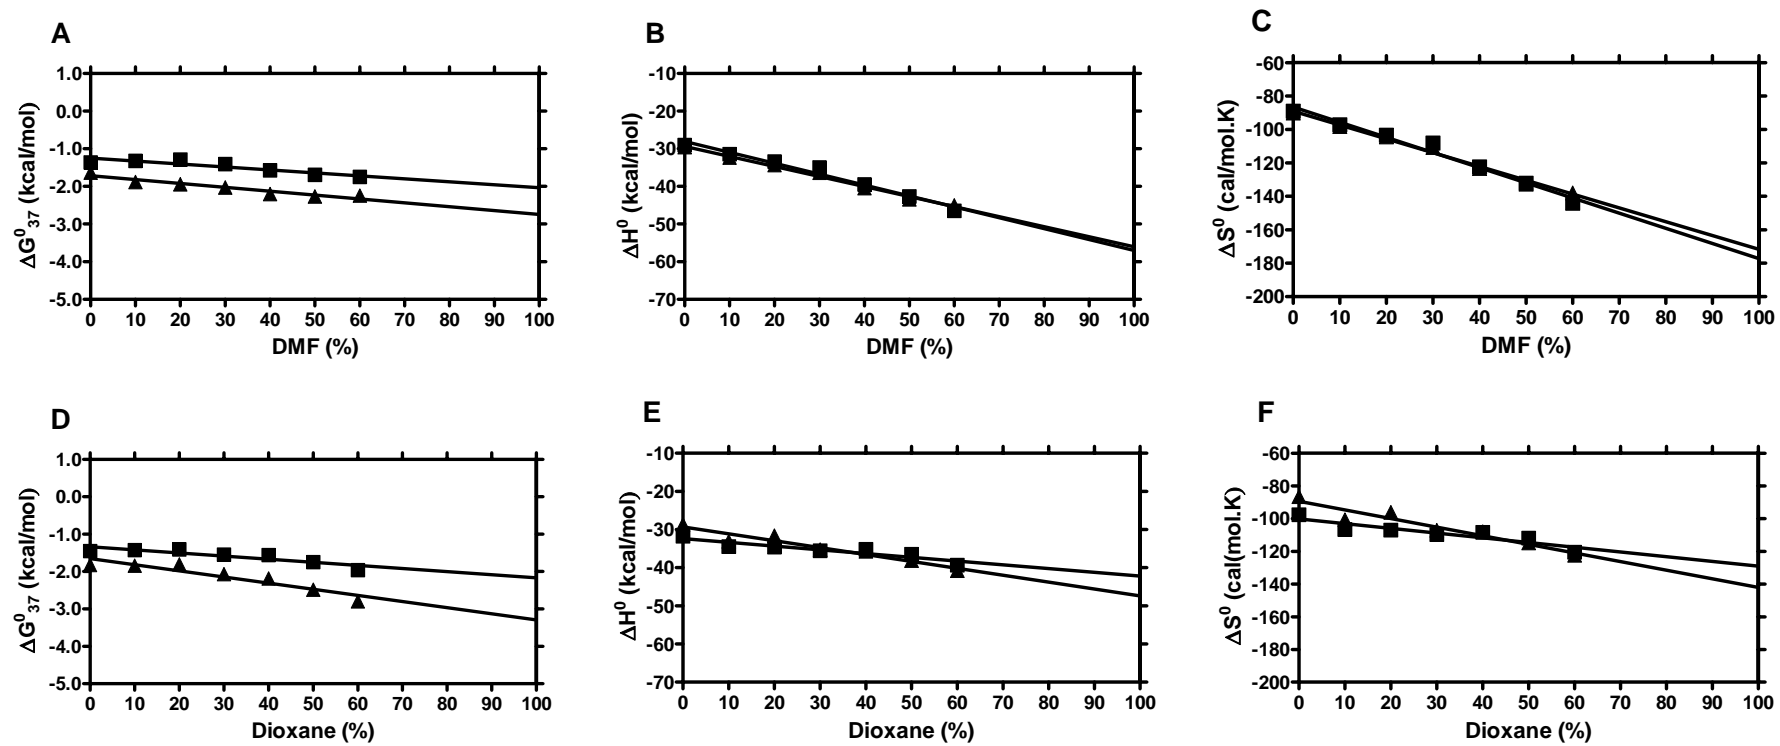 A
ΔG⁰₃₇ (kcal/mol)
1.0
0.0
-1.0
-2.0
-3.0
-4.0
-5.0
0 10 20 30 40 50 60 70 80 90 100
DMF (%)
B
ΔH⁰ (kcal/mol)
-10
-20
-30
-40
-50
-60
-70
0 10 20 30 40 50 60 70 80 90 100
DMF (%)
C
ΔS⁰ (cal/mol.K)
-60
-80
-100
-120
-140
-160
-180
-200
0 10 20 30 40 50 60 70 80 90 100
DMF (%)
D
ΔG⁰₃₇ (kcal/mol)
1.0
0.0
-1.0
-2.0
-3.0
-4.0
-5.0
0 10 20 30 40 50 60 70 80 90 100
Dioxane (%)
E
ΔH⁰ (kcal/mol)
-10
-20
-30
-40
-50
-60
-70
0 10 20 30 40 50 60 70 80 90 100
Dioxane (%)
F
ΔS⁰ (cal(mol.K)
-60
-80
-100
-120
-140
-160
-180
-200
0 10 20 30 40 50 60 70 80 90 100
Dioxane (%)